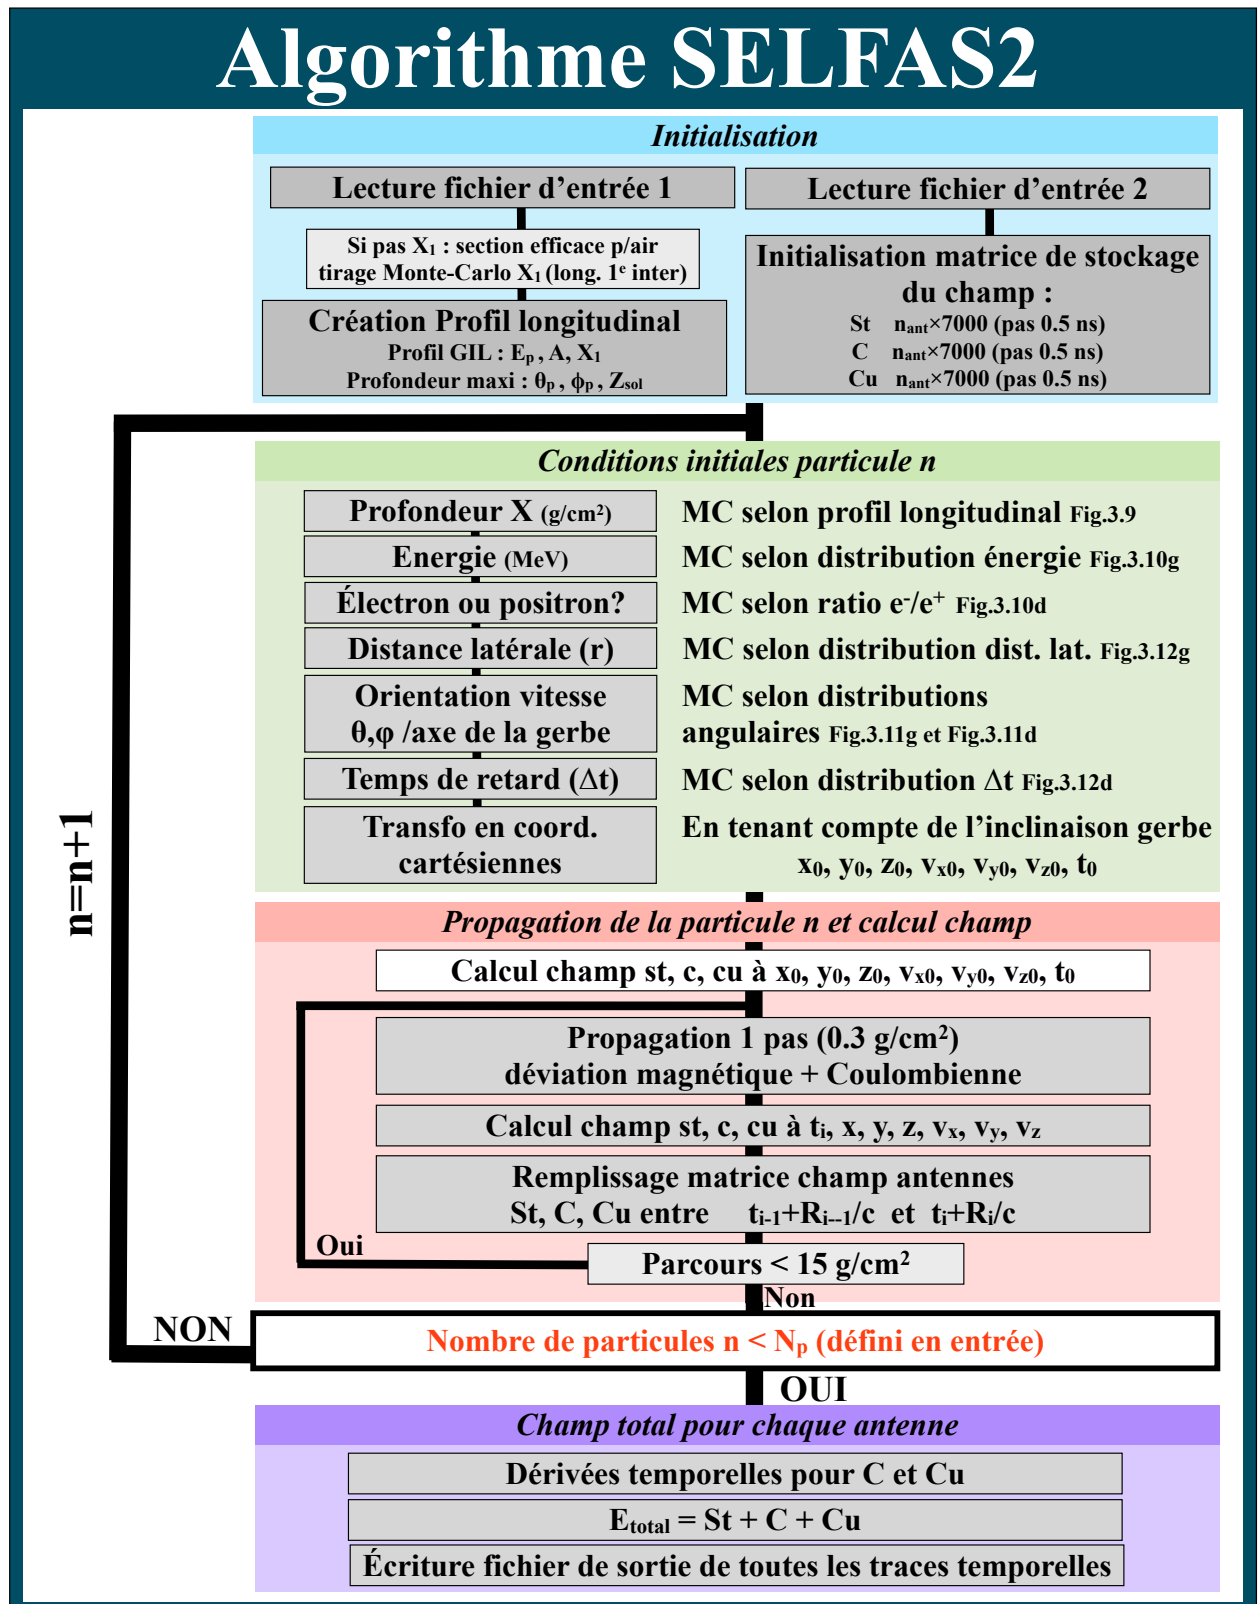 Algorithme SELFAS2
Initialisation
Lecture fichier d'entrée 1
Si pas X₁ : section efficace p/air
tirage Monte-Carlo X₁ (long. 1ᵉ inter)
Création Profil longitudinal
Profil GIL : Eₚ , A, X₁
Profondeur maxi : θₚ , ϕₚ , Zsol
Lecture fichier d'entrée 2
Initialisation matrice de stockage
du champ :
St nant×7000 (pas 0.5 ns)
C nant×7000 (pas 0.5 ns)
Cu nant×7000 (pas 0.5 ns)
n=n+1
Conditions initiales particule n
Profondeur X (g/cm²) MC selon profil longitudinal Fig.3.9
Energie (MeV) MC selon distribution énergie Fig.3.10g
Électron ou positron? MC selon ratio e⁻/e⁺ Fig.3.10d
Distance latérale (r) MC selon distribution dist. lat. Fig.3.12g
Orientation vitesse MC selon distributions
θ,φ /axe de la gerbe angulaires Fig.3.11g et Fig.3.11d
Temps de retard (Δt) MC selon distribution Δt Fig.3.12d
Transfo en coord. En tenant compte de l'inclinaison gerbe
cartésiennes x₀, y₀, z₀, vx0, vy0, vz0, t₀
Propagation de la particule n et calcul champ
Calcul champ st, c, cu à x₀, y₀, z₀, vx0, vy0, vz0, t₀
Propagation 1 pas (0.3 g/cm²)
déviation magnétique + Coulombienne
Calcul champ st, c, cu à tᵢ, x, y, z, vx, vy, vz
Remplissage matrice champ antennes
St, C, Cu entre ti-1+Ri--1/c et tᵢ+Rᵢ/c
Oui
Parcours < 15 g/cm²
Non
NON
Nombre de particules n < Nₚ (défini en entrée)
OUI
Champ total pour chaque antenne
Dérivées temporelles pour C et Cu
Etotal = St + C + Cu
Écriture fichier de sortie de toutes les traces temporelles